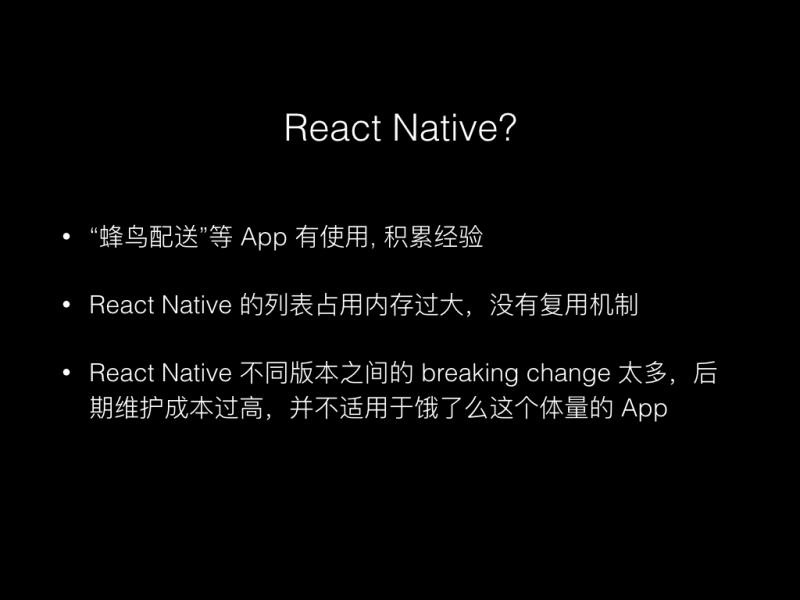 React Native?
• “蜂鸟配送”等 App 有使用, 积累经验
• React Native 的列表占用内存过大，没有复用机制
• React Native 不同版本之间的 breaking change 太多，后
期维护成本过高，并不适用于饿了么这个体量的 App